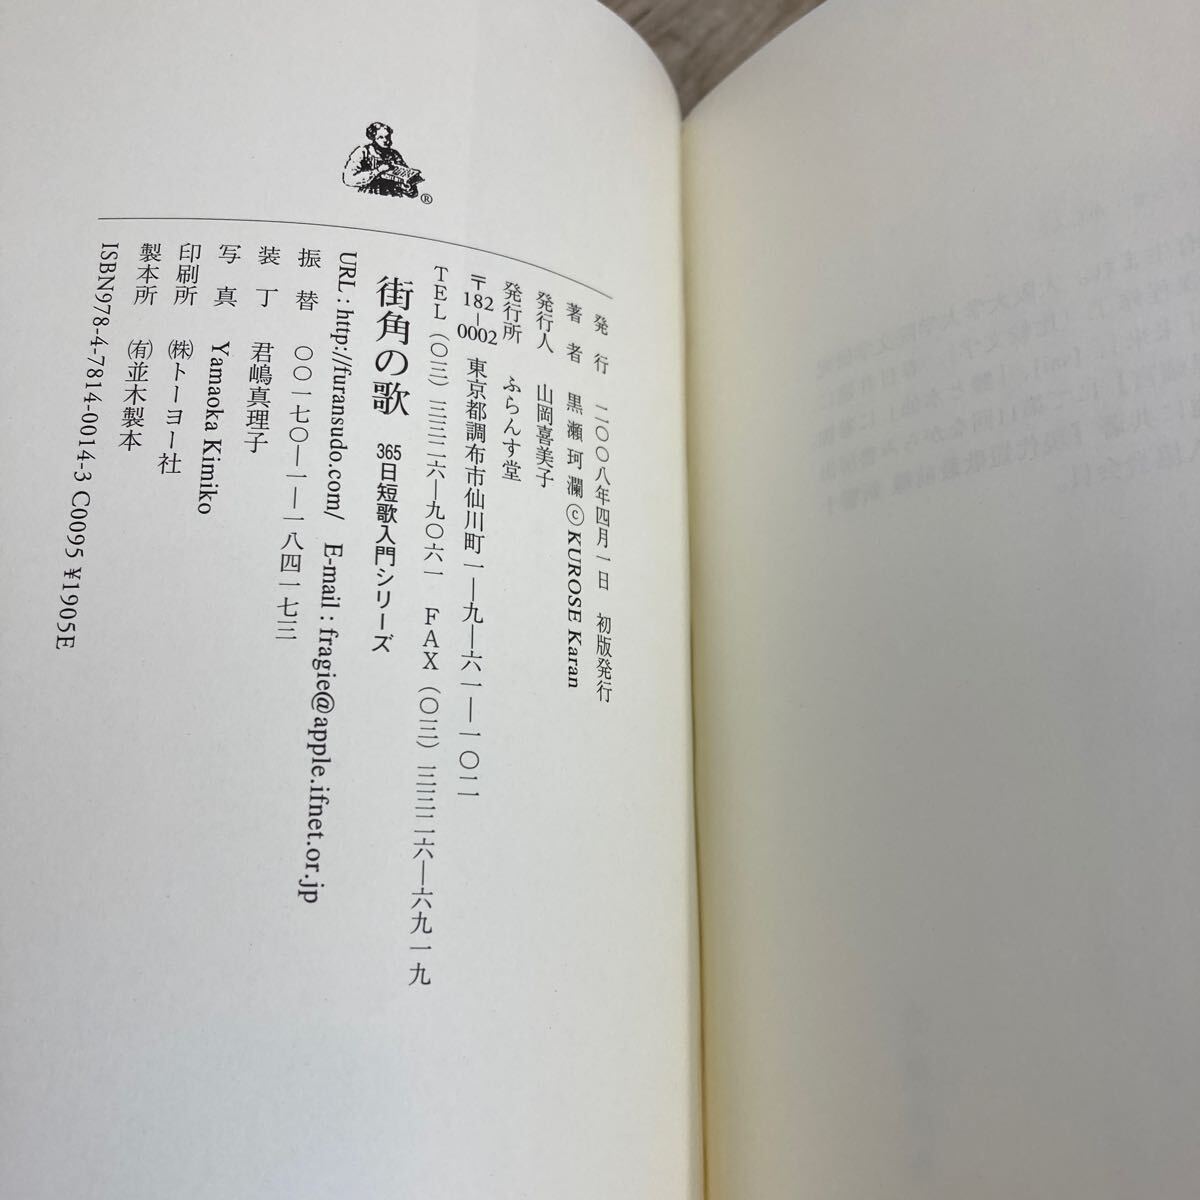 ®
発行　二〇〇八年四月一日　初版発行
著者　黒瀬珂瀾 ⓒ KUROSE Karan
発行人　山岡喜美子
発行所　ふらんす堂
〒182-0002　東京都調布市仙川町一―九―六一―一〇二
TEL（〇三）三三二六―九〇六一　FAX（〇三）三三二六―六九一九
街角の歌　365日短歌入門シリーズ
URL : http://furansudo.com/　E-mail : fragie@apple.ifnet.or.jp
振替　〇〇一七〇―一―一八四一七三
装丁　君嶋真理子
写真　Yamaoka Kimiko
印刷所　㈱トーヨー社
製本所　㈲並木製本
ISBN978-4-7814-0014-3 C0095 ¥1905E